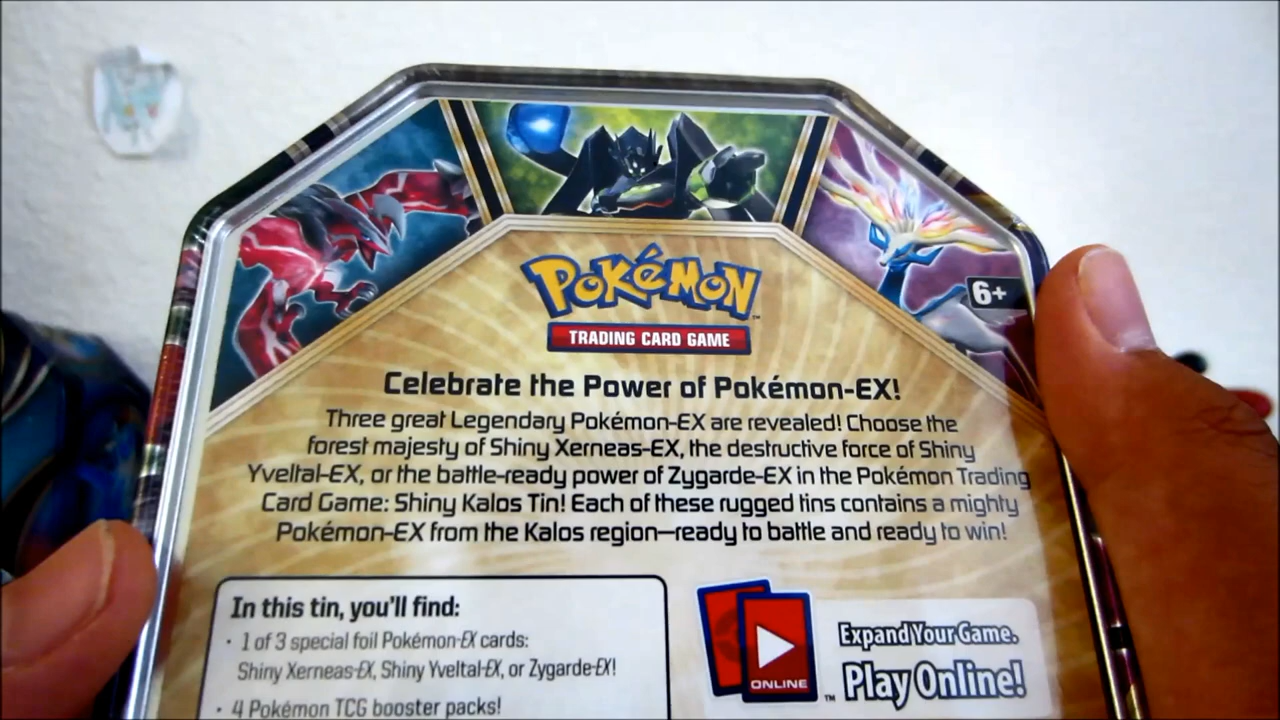 POKéMON™
TRADING CARD GAME
6+
Celebrate the Power of Pokémon-EX!
Three great Legendary Pokémon-EX are revealed! Choose the
forest majesty of Shiny Xerneas-EX, the destructive force of Shiny
Yveltal-EX, or the battle-ready power of Zygarde-EX in the Pokémon Trading
Card Game: Shiny Kalos Tin! Each of these rugged tins contains a mighty
Pokémon-EX from the Kalos region—ready to battle and ready to win!
In this tin, you'll find:
· 1 of 3 special foil Pokémon-EX cards:
Shiny Xerneas-EX, Shiny Yveltal-EX, or Zygarde-EX!
· 4 Pokémon TCG booster packs!
ONLINE ™
Expand Your Game.
Play Online!